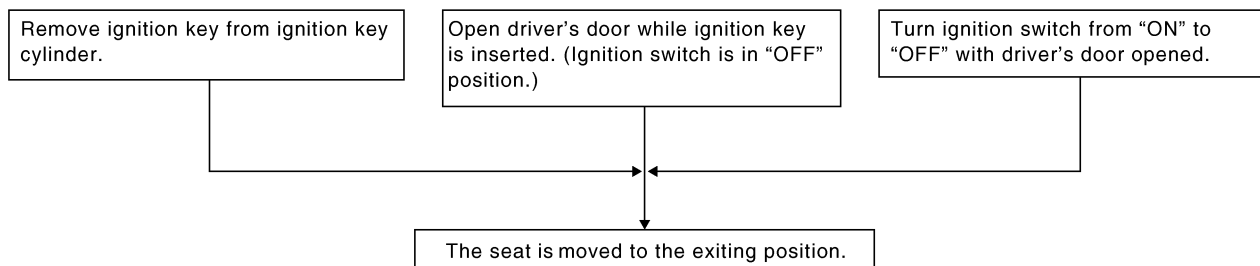 Remove ignition key from ignition key
cylinder.
Open driver’s door while ignition key
is inserted. (Ignition switch is in “OFF”
position.)
Turn ignition switch from “ON” to
“OFF” with driver’s door opened.
The seat is moved to the exiting position.